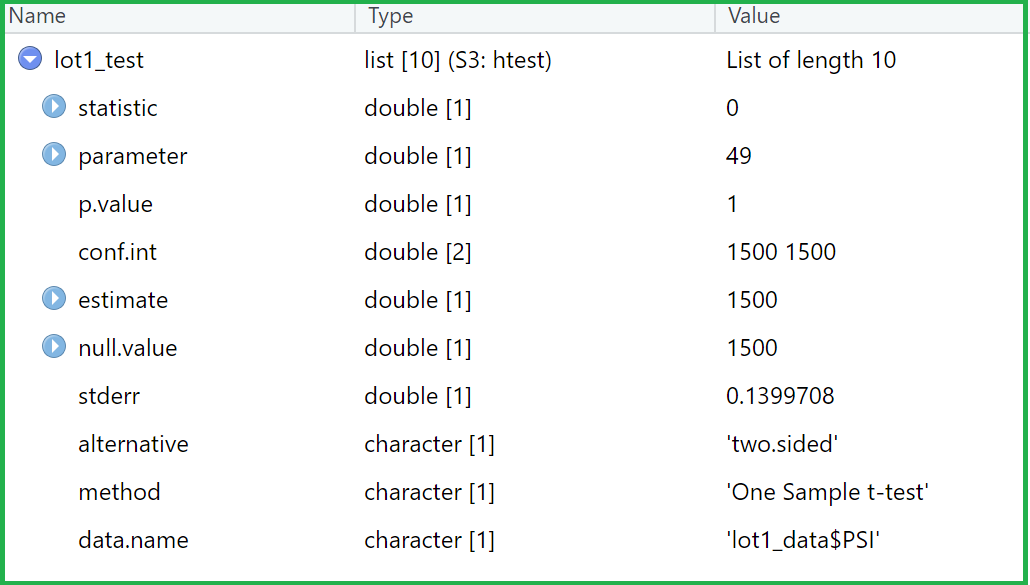 Name Type Value
lot1_test list [10] (S3: htest) List of length 10
statistic double [1] 0
parameter double [1] 49
p.value double [1] 1
conf.int double [2] 1500 1500
estimate double [1] 1500
null.value double [1] 1500
stderr double [1] 0.1399708
alternative character [1] 'two.sided'
method character [1] 'One Sample t-test'
data.name character [1] 'lot1_data$PSI'